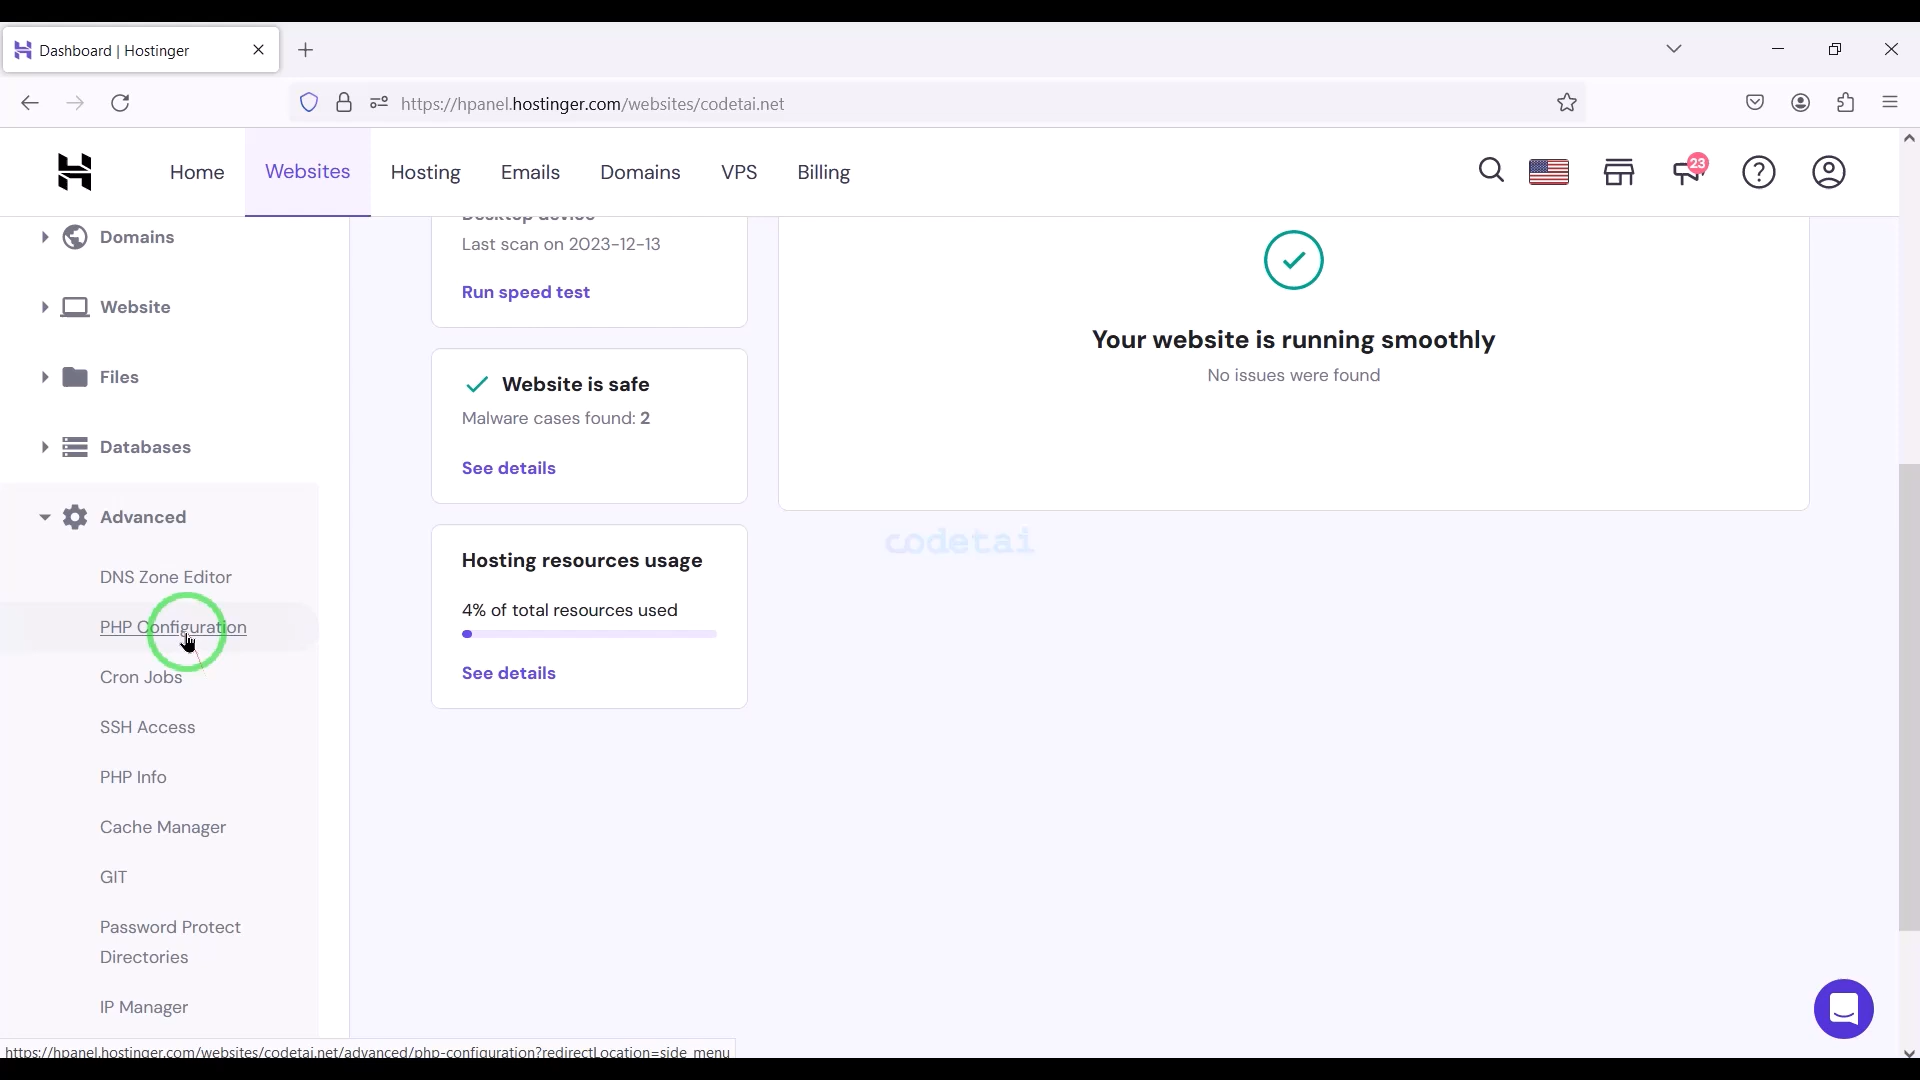 Dashboard | Hostinger
https://hpanel.hostinger.com/websites/codetai.net
Home
Websites
Hosting
Emails
Domains
VPS
Billing
23
Domains
Website
Files
Databases
Advanced
DNS Zone Editor
PHP Configuration
Cron Jobs
SSH Access
PHP Info
Cache Manager
GIT
Password Protect
Directories
IP Manager
Desktop device
Last scan on 2023-12-13
Run speed test
Website is safe
Malware cases found: 2
See details
Hosting resources usage
4% of total resources used
See details
Your website is running smoothly
No issues were found
codetai
https://hpanel.hostinger.com/websites/codetai.net/advanced/php-configuration?redirectLocation=side_menu